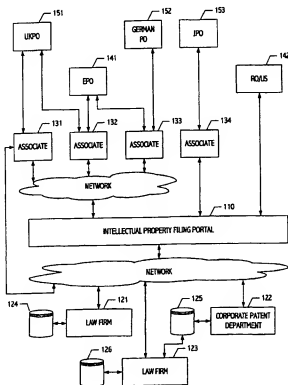 151
UKPO
141
EPO
152
GERMAN
PO
153
JPO
142
RO/US
131
ASSOCIATE
132
ASSOCIATE
133
ASSOCIATE
134
ASSOCIATE
NETWORK
110
INTELLECTUAL PROPERTY FILING PORTAL
NETWORK
124
121
LAW FIRM
125
122
CORPORATE PATENT
DEPARTMENT
126
123
LAW FIRM